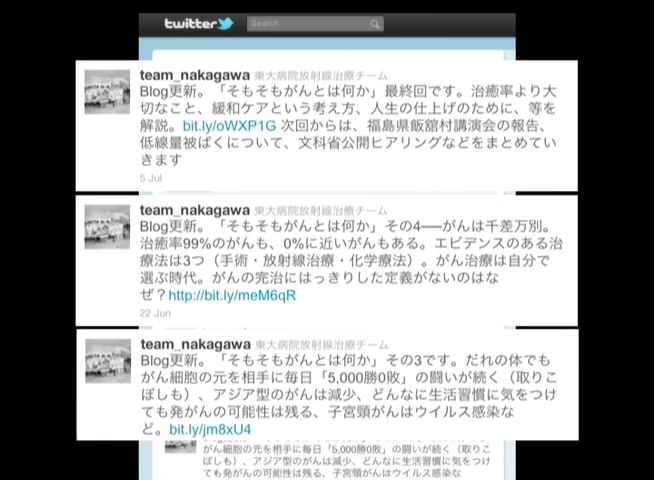 twitter
Search
team_nakagawa 東大病院放射線治療チーム
Blog更新。「そもそもがんとは何か」最終回です。治癒率より大
切なこと、緩和ケアという考え方、人生の仕上げのために、等を
解説。bit.ly/oWXP1G 次回からは、福島県飯舘村講演会の報告、
低線量被ばくについて、文科省公開ヒアリングなどをまとめてい
きます
5 Jul
team_nakagawa 東大病院放射線治療チーム
Blog更新。「そもそもがんとは何か」その4──がんは千差万別。
治癒率99%のがんも、0%に近いがんもある。エビデンスのある治
療法は3つ（手術・放射線治療・化学療法）。がん治療は自分で
選ぶ時代。がんの完治にはっきりした定義がないのはな
ぜ？http://bit.ly/meM6qR
22 Jun
team_nakagawa 東大病院放射線治療チーム
Blog更新。「そもそもがんとは何か」その3です。だれの体でも
がん細胞の元を相手に毎日「5,000勝0敗」の闘いが続く（取りこ
ぼしも）、アジア型のがんは減少、どんなに生活習慣に気をつけ
ても発がんの可能性は残る、子宮頸がんはウイルス感染な
ど。bit.ly/jm8xU4
がん細胞の元を相手に毎日「5,000勝0敗」の闘いが続く（取りこ
ぼしも）、アジア型のがんは減少、どんなに生活習慣に気をつけ
ても発がんの可能性は残る、子宮頸がんはウイルス感染な